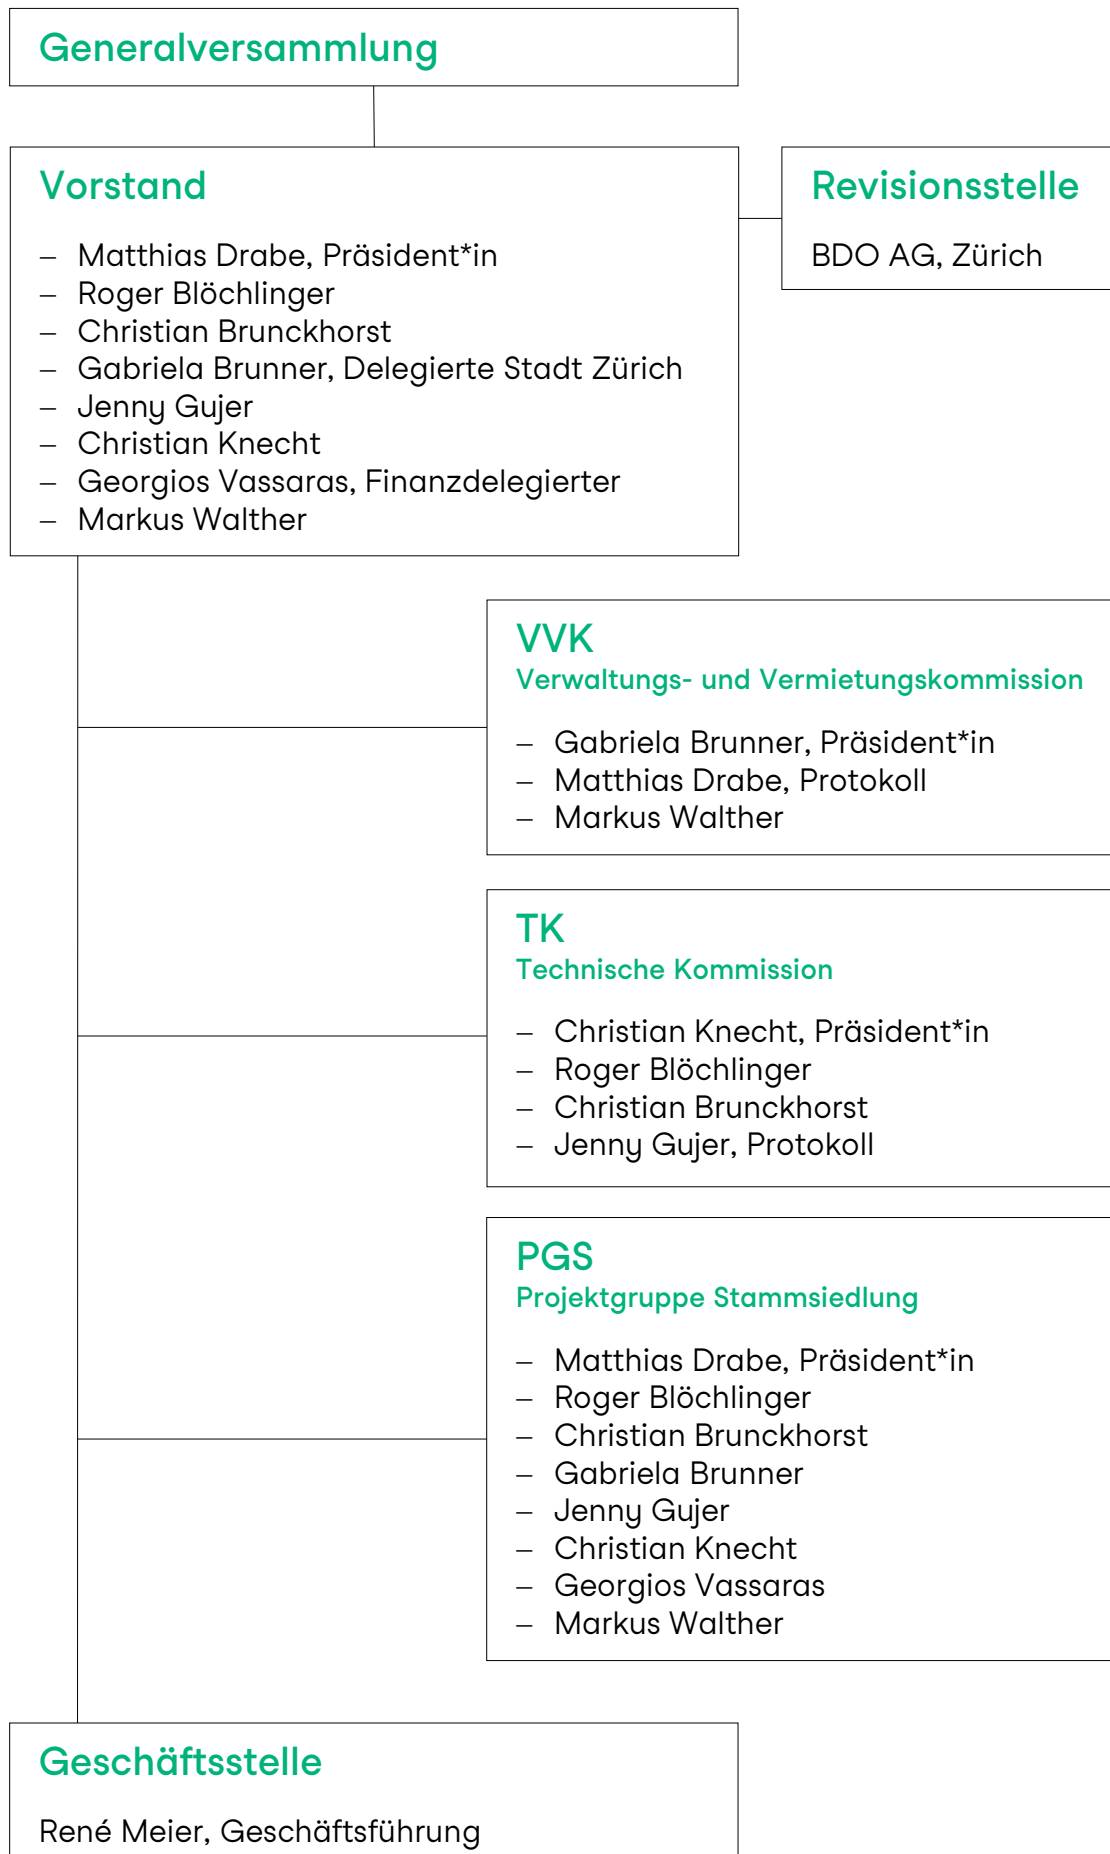 Generalversammlung
Vorstand
– Matthias Drabe, Präsident*in
– Roger Blöchlinger
– Christian Brunckhorst
– Gabriela Brunner, Delegierte Stadt Zürich
– Jenny Gujer
– Christian Knecht
– Georgios Vassaras, Finanzdelegierter
– Markus Walther
Revisionsstelle
BDO AG, Zürich
VVK
Verwaltungs- und Vermietungskommission
– Gabriela Brunner, Präsident*in
– Matthias Drabe, Protokoll
– Markus Walther
TK
Technische Kommission
– Christian Knecht, Präsident*in
– Roger Blöchlinger
– Christian Brunckhorst
– Jenny Gujer, Protokoll
PGS
Projektgruppe Stammsiedlung
– Matthias Drabe, Präsident*in
– Roger Blöchlinger
– Christian Brunckhorst
– Gabriela Brunner
– Jenny Gujer
– Christian Knecht
– Georgios Vassaras
– Markus Walther
Geschäftsstelle
René Meier, Geschäftsführung